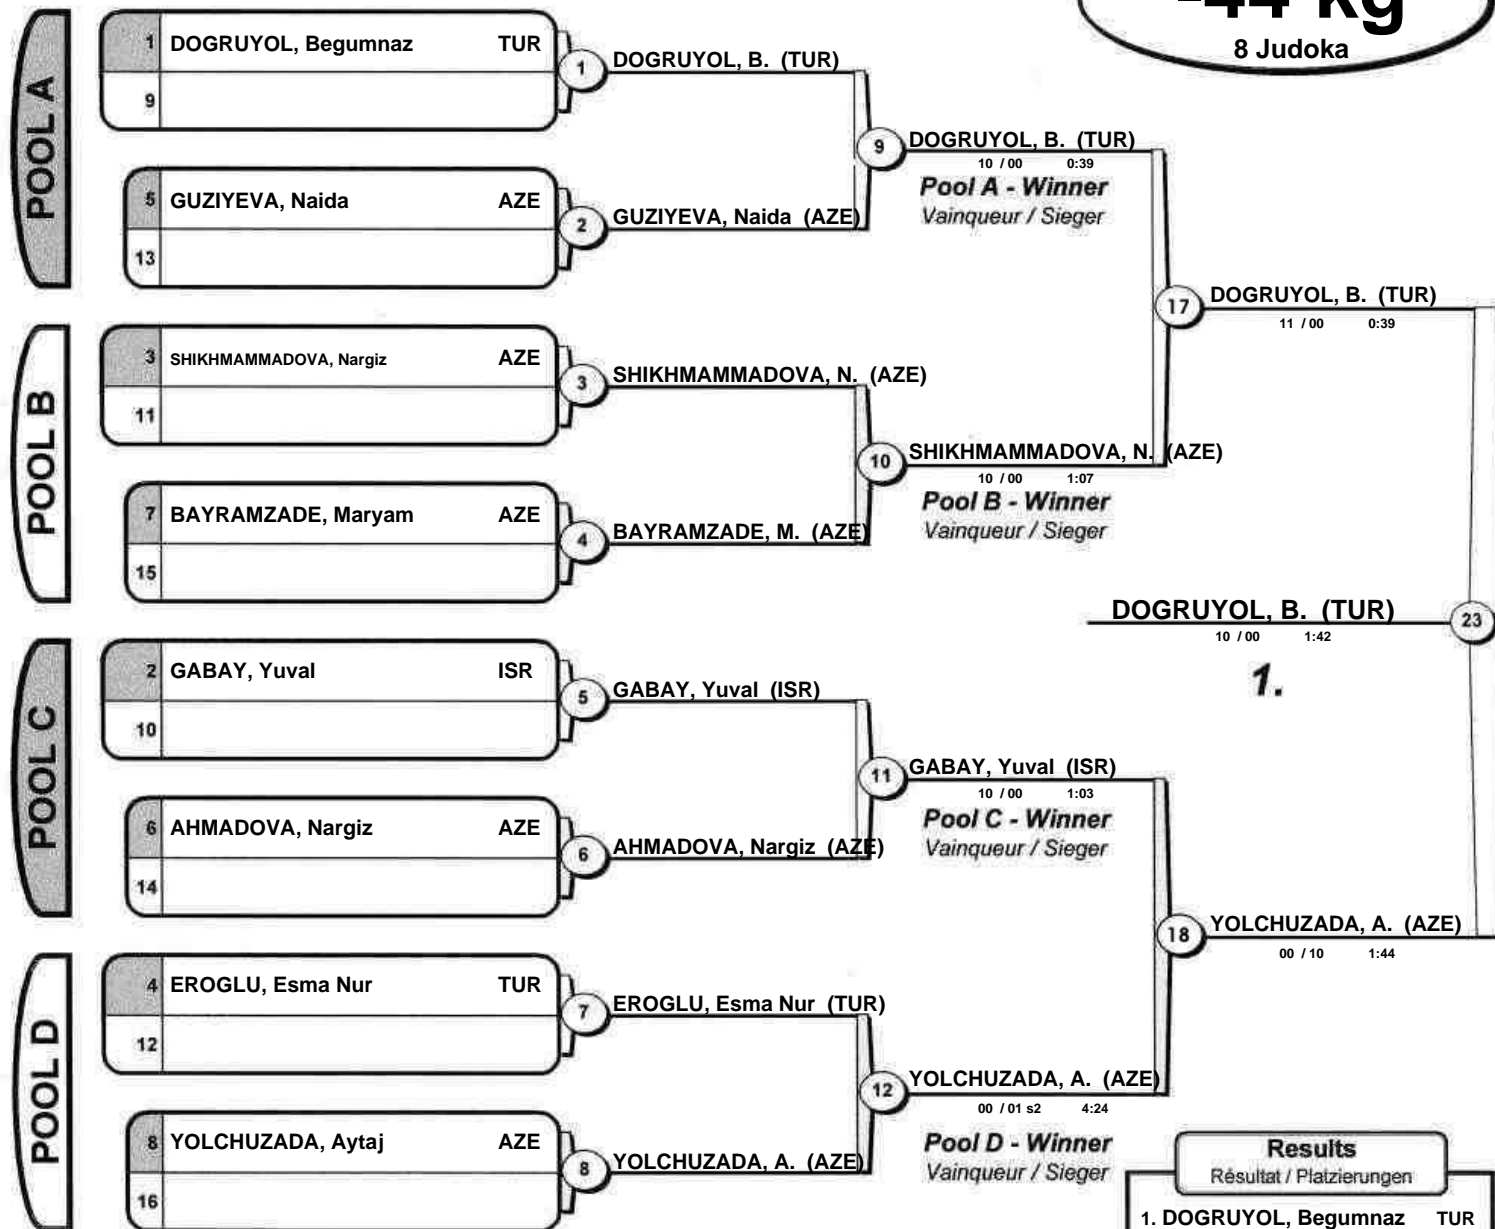 -44 kg
8 Judoka
POOL A
1 DOGRUYOL, Begumnaz TUR
9
5 GUZIYEVA, Naida AZE
13
1 DOGRUYOL, B. (TUR)
2 GUZIYEVA, Naida (AZE)
9 DOGRUYOL, B. (TUR)
10 / 00 0:39
Pool A - Winner
Vainqueur / Sieger
POOL B
3 SHIKHMAMMADOVA, Nargiz AZE
11
7 BAYRAMZADE, Maryam AZE
15
3 SHIKHMAMMADOVA, N. (AZE)
4 BAYRAMZADE, M. (AZE)
10 SHIKHMAMMADOVA, N. (AZE)
10 / 00 1:07
Pool B - Winner
Vainqueur / Sieger
17 DOGRUYOL, B. (TUR)
11 / 00 0:39
DOGRUYOL, B. (TUR) 23
10 / 00 1:42
1.
POOL C
2 GABAY, Yuval ISR
10
6 AHMADOVA, Nargiz AZE
14
5 GABAY, Yuval (ISR)
6 AHMADOVA, Nargiz (AZE)
11 GABAY, Yuval (ISR)
10 / 00 1:03
Pool C - Winner
Vainqueur / Sieger
18 YOLCHUZADA, A. (AZE)
00 / 10 1:44
POOL D
4 EROGLU, Esma Nur TUR
12
8 YOLCHUZADA, Aytaj AZE
16
7 EROGLU, Esma Nur (TUR)
8 YOLCHUZADA, A. (AZE)
12 YOLCHUZADA, A. (AZE)
00 / 01 s2 4:24
Pool D - Winner
Vainqueur / Sieger
Results
Résultat / Platzierungen
1. DOGRUYOL, Begumnaz TUR